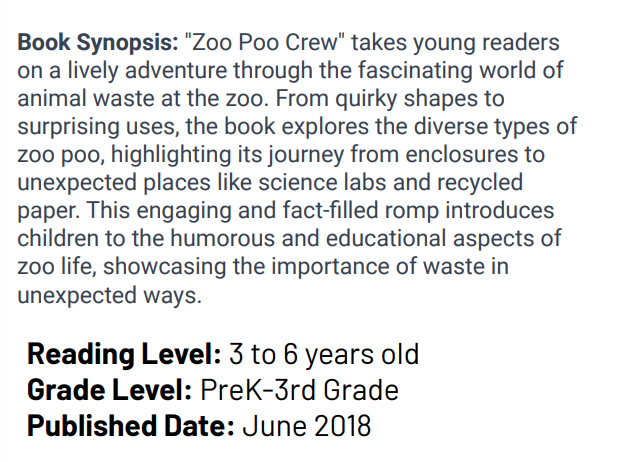 Book Synopsis: "Zoo Poo Crew" takes young readers
on a lively adventure through the fascinating world of
animal waste at the zoo. From quirky shapes to
surprising uses, the book explores the diverse types of
zoo poo, highlighting its journey from enclosures to
unexpected places like science labs and recycled
paper. This engaging and fact-filled romp introduces
children to the humorous and educational aspects of
zoo life, showcasing the importance of waste in
unexpected ways.
Reading Level: 3 to 6 years old
Grade Level: PreK-3rd Grade
Published Date: June 2018